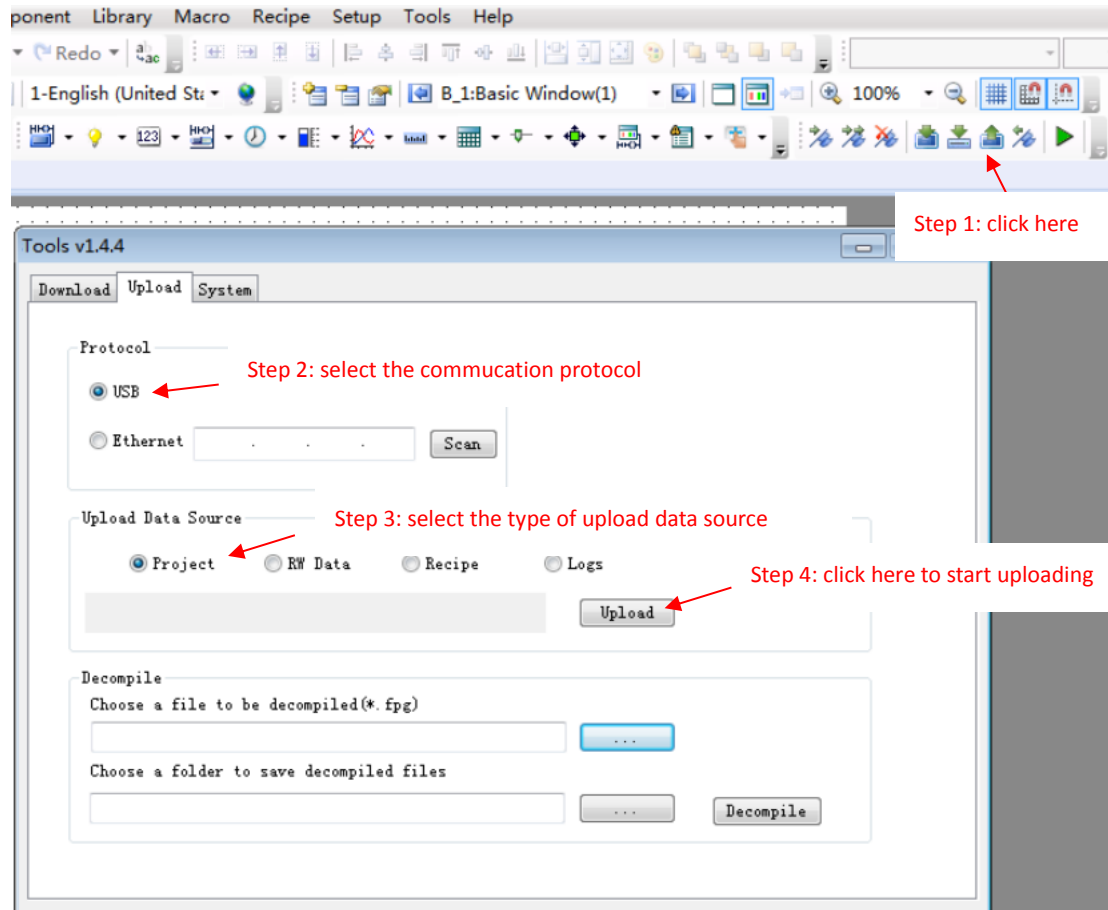 ponent Library Macro Recipe Setup Tools Help
Redo
1-English (United Sta B_1:Basic Window(1) 100%
Step 1: click here
Tools v1.4.4
Download Upload System
Protocol
Step 2: select the commucation protocol
USB
Ethernet . . . Scan
Upload Data Source
Step 3: select the type of upload data source
Project RW Data Recipe Logs
Step 4: click here to start uploading
Upload
Decompile
Choose a file to be decompiled(*.fpg)
...
Choose a folder to save decompiled files
...
Decompile